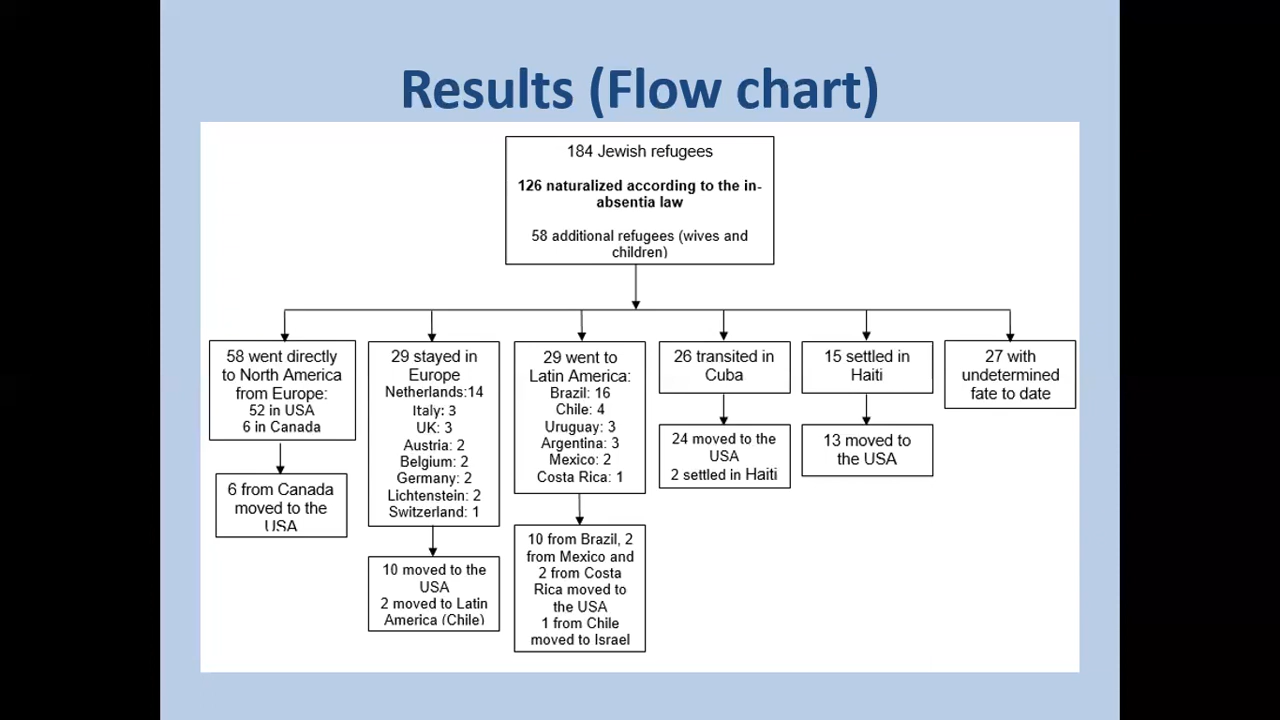 Results (Flow chart)
184 Jewish refugees
126 naturalized according to the in-
absentia law
58 additional refugees (wives and
children)
58 went directly
to North America
from Europe:
52 in USA
6 in Canada
6 from Canada
moved to the
USA
29 stayed in
Europe
Netherlands:14
Italy: 3
UK: 3
Austria: 2
Belgium: 2
Germany: 2
Lichtenstein: 2
Switzerland: 1
10 moved to the
USA
2 moved to Latin
America (Chile)
29 went to
Latin America:
Brazil: 16
Chile: 4
Uruguay: 3
Argentina: 3
Mexico: 2
Costa Rica: 1
10 from Brazil, 2
from Mexico and
2 from Costa
Rica moved to
the USA
1 from Chile
moved to Israel
26 transited in
Cuba
24 moved to the
USA
2 settled in Haiti
15 settled in
Haiti
13 moved to
the USA
27 with
undetermined
fate to date